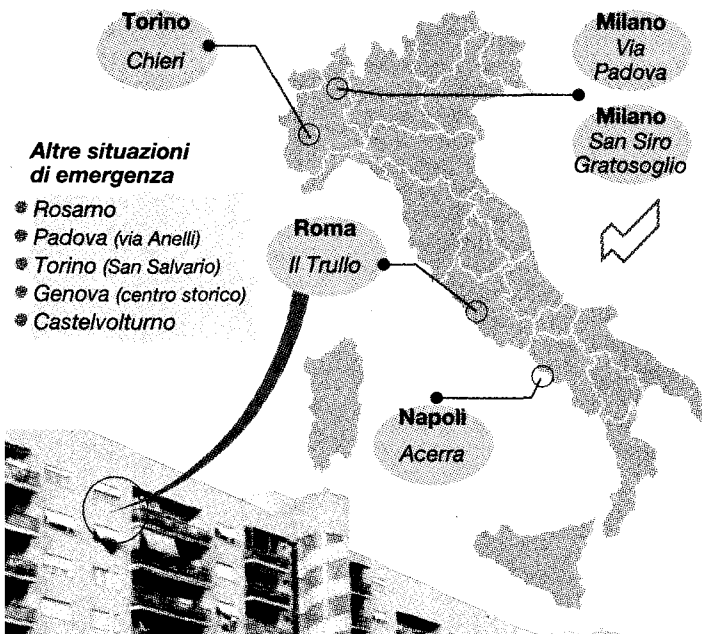 Torino
Chieri
Milano
Via
Padova
Milano
San Siro
Gratosoglio
Altre situazioni
di emergenza
Rosarno
Padova (via Anelli)
Torino (San Salvario)
Genova (centro storico)
Castelvolturno
Roma
Il Trullo
Napoli
Acerra